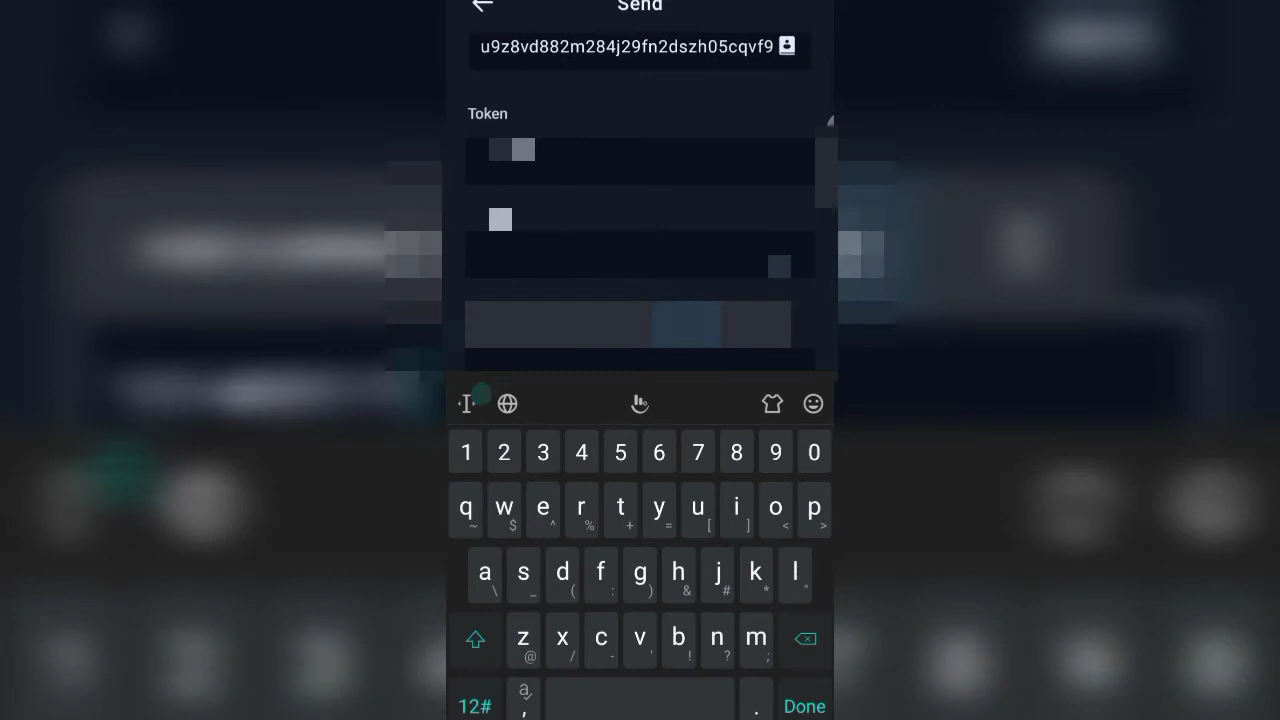 Send
u9z8vd882m284j29fn2dszh05cqvf9
Token
1 2 3 4 5 6 7 8 9 0
q w e r t y u i o p
~ $ ^ % + = [ ] < >
a s d f g h j k l
\ _ ( : ) & # * "
z x c v b n m
@ / - ' ! ? ;
12# , . Done